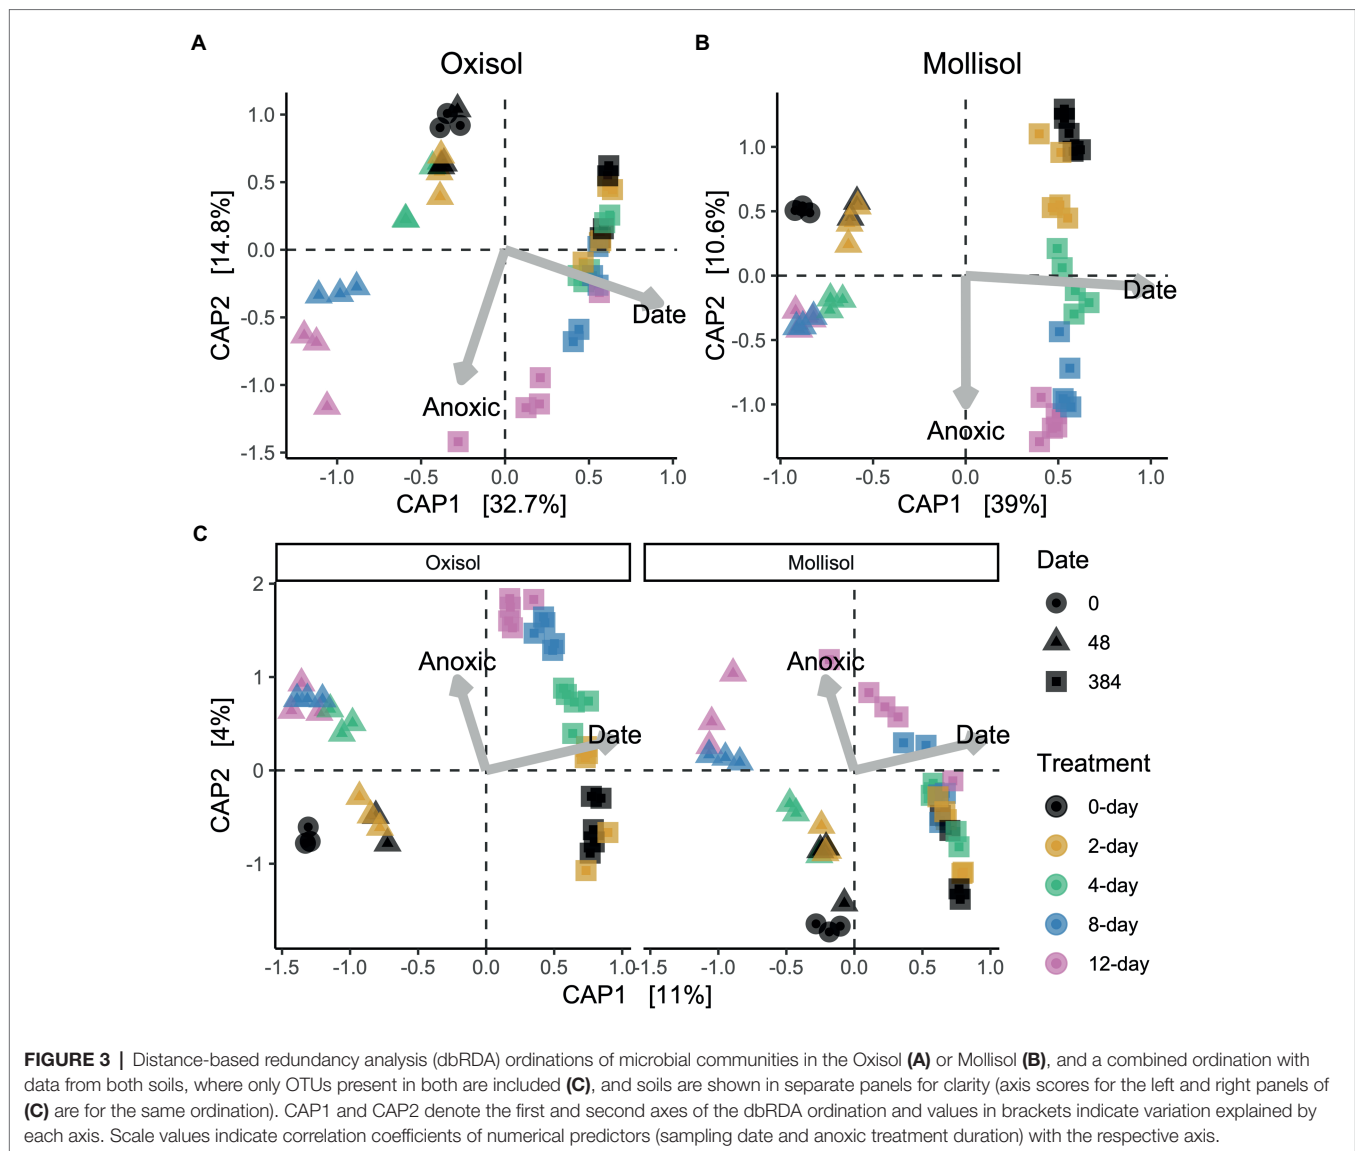 A
Oxisol
1.0
0.5
0.0
-0.5
-1.0
-1.5
CAP2 [14.8%]
Date
Anoxic
-1.0
-0.5
0.0
0.5
1.0
CAP1 [32.7%]
B
Mollisol
1.0
0.5
0.0
-0.5
-1.0
CAP2 [10.6%]
Date
Anoxic
-1.0
-0.5
0.0
0.5
1.0
CAP1 [39%]
C
Oxisol
Mollisol
2
1
0
-1
CAP2 [4%]
Anoxic
Date
Anoxic
Date
-1.5
-1.0
-0.5
0.0
0.5
1.0
-1.5
-1.0
-0.5
0.0
0.5
1.0
CAP1 [11%]
Date
0
48
384
Treatment
0-day
2-day
4-day
8-day
12-day
FIGURE 3 | Distance-based redundancy analysis (dbRDA) ordinations of microbial communities in the Oxisol (A) or Mollisol (B), and a combined ordination with
data from both soils, where only OTUs present in both are included (C), and soils are shown in separate panels for clarity (axis scores for the left and right panels of
(C) are for the same ordination). CAP1 and CAP2 denote the first and second axes of the dbRDA ordination and values in brackets indicate variation explained by
each axis. Scale values indicate correlation coefficients of numerical predictors (sampling date and anoxic treatment duration) with the respective axis.